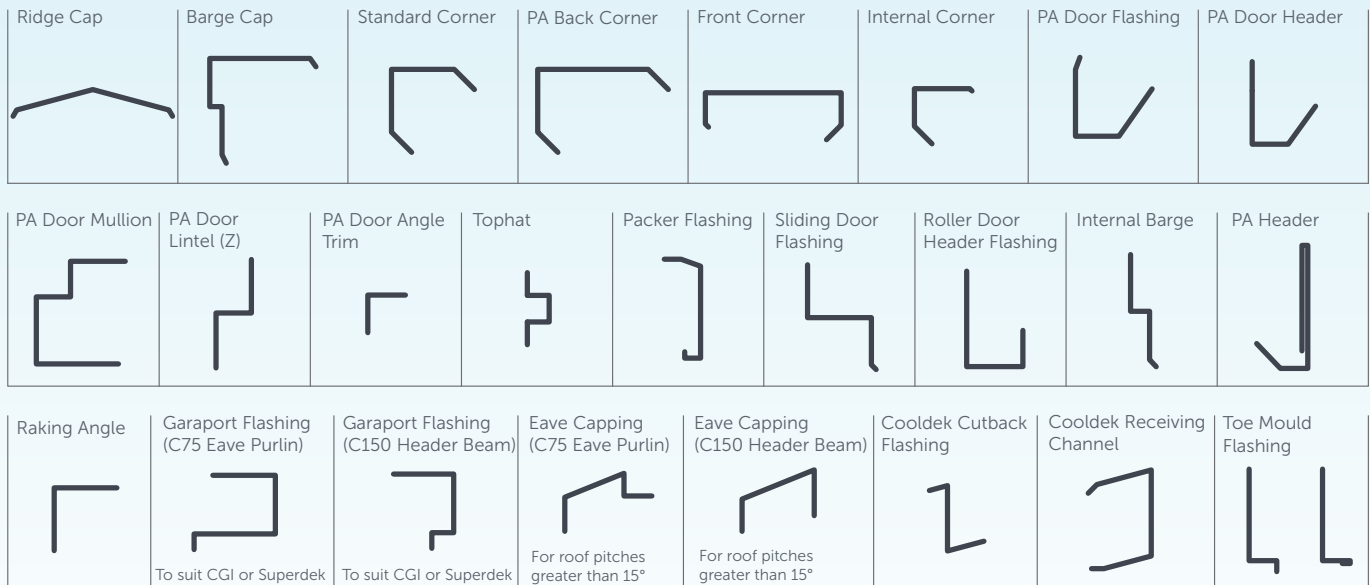 Ridge Cap
Barge Cap
Standard Corner
PA Back Corner
Front Corner
Internal Corner
PA Door Flashing
PA Door Header
PA Door Mullion
PA Door
Lintel (Z)
PA Door Angle
Trim
Tophat
Packer Flashing
Sliding Door
Flashing
Roller Door
Header Flashing
Internal Barge
PA Header
Raking Angle
Garaport Flashing
(C75 Eave Purlin)
To suit CGI or Superdek
Garaport Flashing
(C150 Header Beam)
To suit CGI or Superdek
Eave Capping
(C75 Eave Purlin)
For roof pitches
greater than 15°
Eave Capping
(C150 Header Beam)
For roof pitches
greater than 15°
Cooldek Cutback
Flashing
Cooldek Receiving
Channel
Toe Mould
Flashing